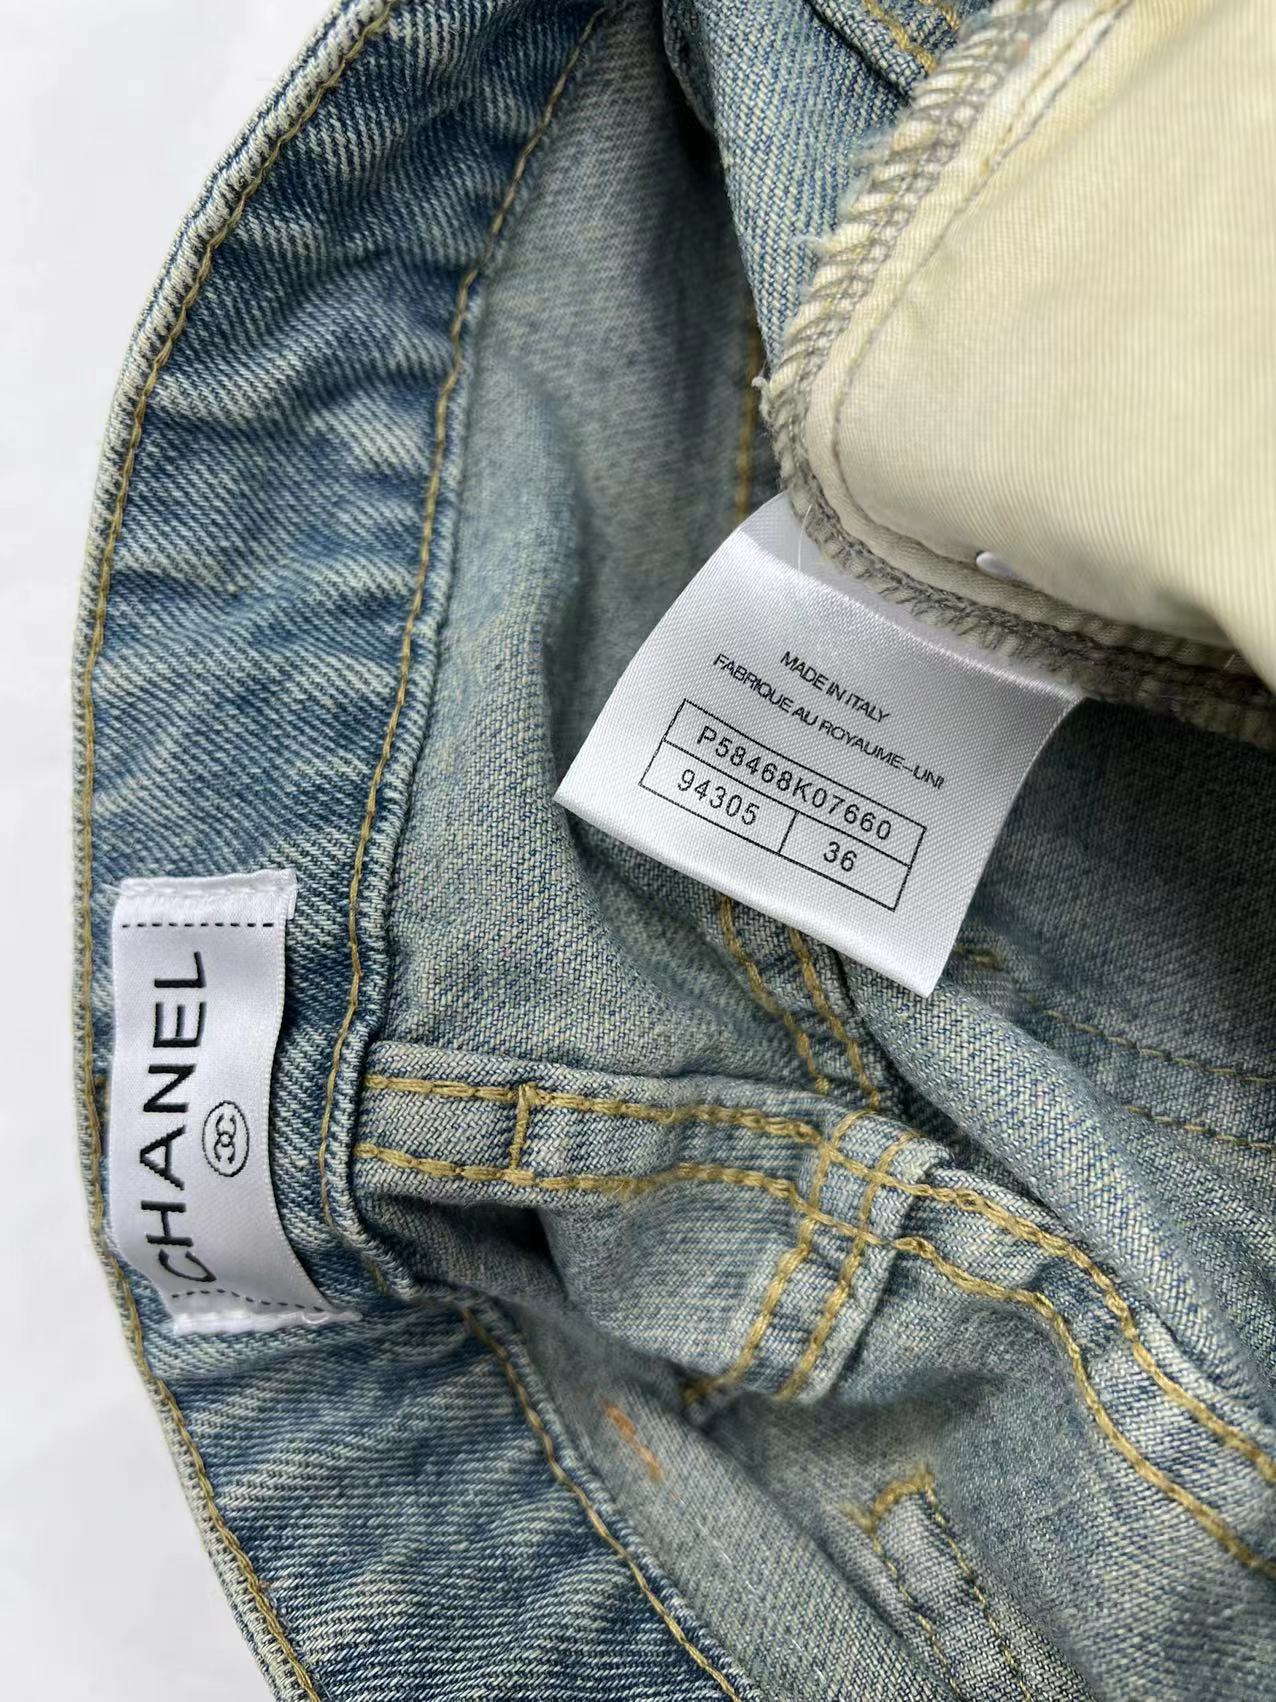 MADE IN ITALY
FABRIQUE AU ROYAUME-UNI
P58468K07660
94305 36
CHANEL